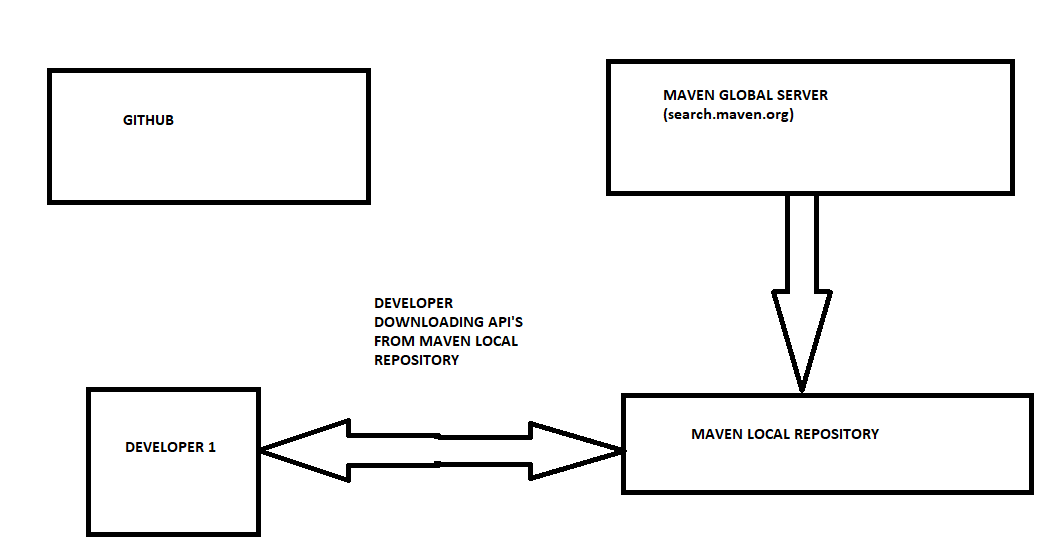 GITHUB
MAVEN GLOBAL SERVER
(search.maven.org)
DEVELOPER
DOWNLOADING API'S
FROM MAVEN LOCAL
REPOSITORY
DEVELOPER 1
MAVEN LOCAL REPOSITORY